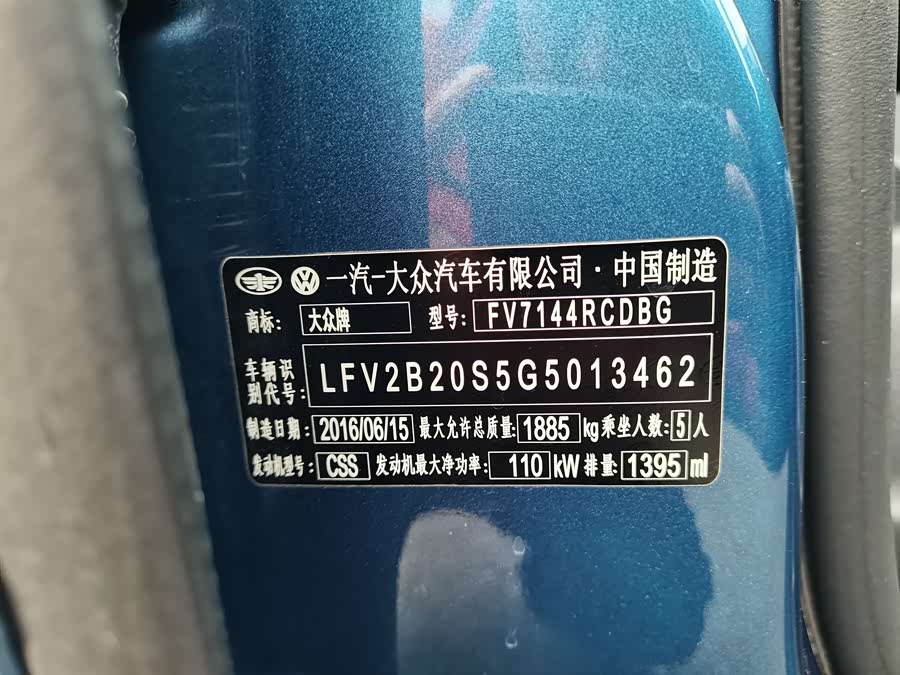 一汽-大众汽车有限公司·中国制造
商标: 大众牌 型号: FV7144RCDBG
车辆识别代号: LFV2B20S5G5013462
制造日期: 2016/06/15 最大允许总质量: 1885 kg 乘坐人数: 5 人
发动机型号: CSS 发动机最大净功率: 110 kW 排量: 1395 ml